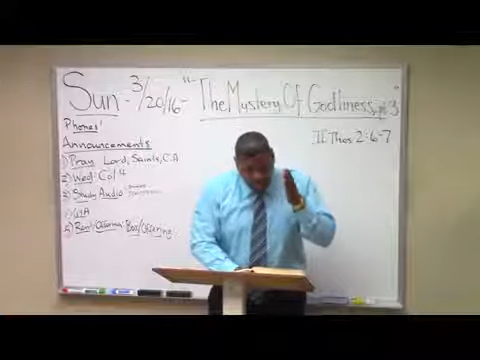 Sun - 3/20/16 - "The Mystery Of Godliness, pt 3"
Phones!
II Thes 2:6-7
Announcements
1) Pray Lord, Saints, C.A
2) Wed: Col 4
3) Study Audio
4) Q&A
5) Rent: Offering: Box/Offering